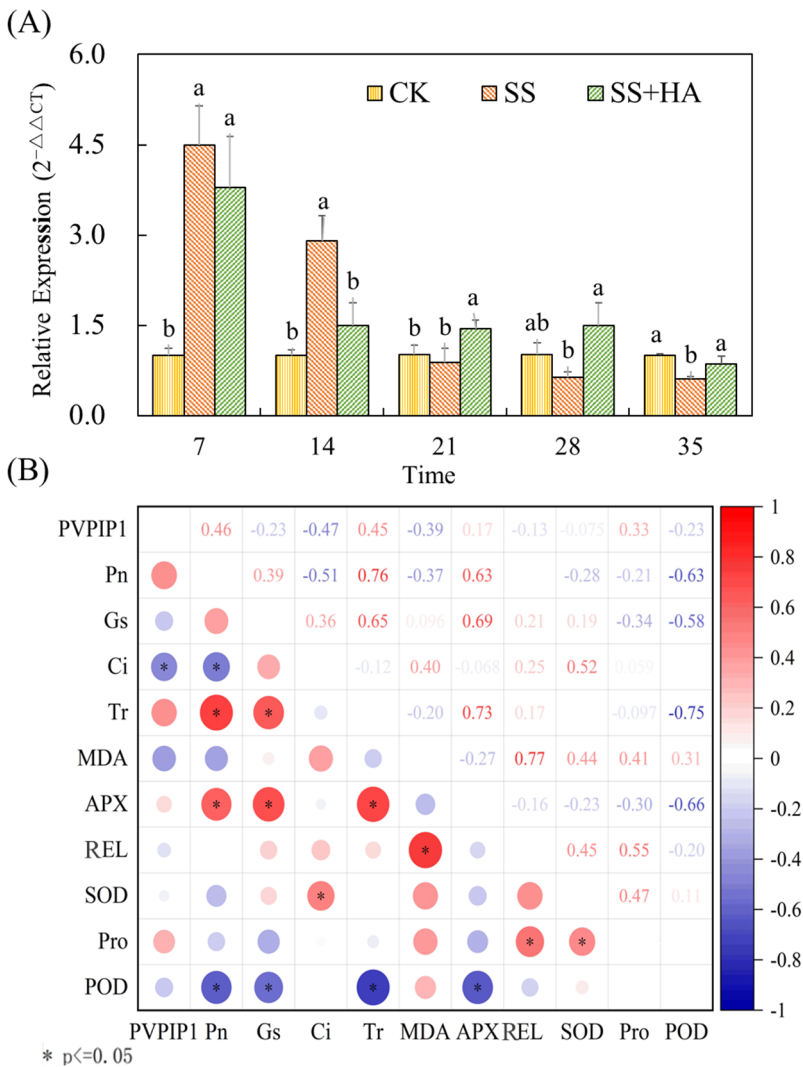 (A)
6.0
4.5
3.0
1.5
0.0
Relative Expression (2⁻△△CT)
CK SS SS+HA
b a a
b a b
b b a
ab b a
a b a
7 14 21 28 35
Time
(B)
PVPIP1 0.46 -0.23 -0.47 0.45 -0.39 0.17 -0.13 -0.075 0.33 -0.23
Pn 0.39 -0.51 0.76 -0.37 0.63 -0.28 -0.21 -0.63
Gs 0.36 0.65 0.096 0.69 0.21 0.19 -0.34 -0.58
Ci * * -0.12 0.40 -0.068 0.25 0.52 0.059
Tr * * -0.20 0.73 0.17 -0.097 -0.75
MDA -0.27 0.77 0.44 0.41 0.31
APX * * * -0.16 -0.23 -0.30 -0.66
REL * 0.45 0.55 -0.20
SOD * 0.47 0.11
Pro * *
POD * * * *
PVPIP1 Pn Gs Ci Tr MDA APX REL SOD Pro POD
* p<=0.05
1
0.8
0.6
0.4
0.2
0
-0.2
-0.4
-0.6
-0.8
-1